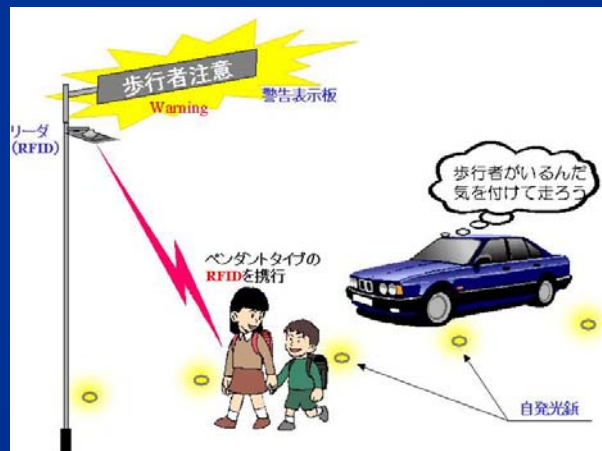 歩行者注意
Warning
警告表示板
リーダ
（RFID）
歩行者がいるんだ
気を付けて走ろう
ペンダントタイプの
RFIDを携行
自発光鋲